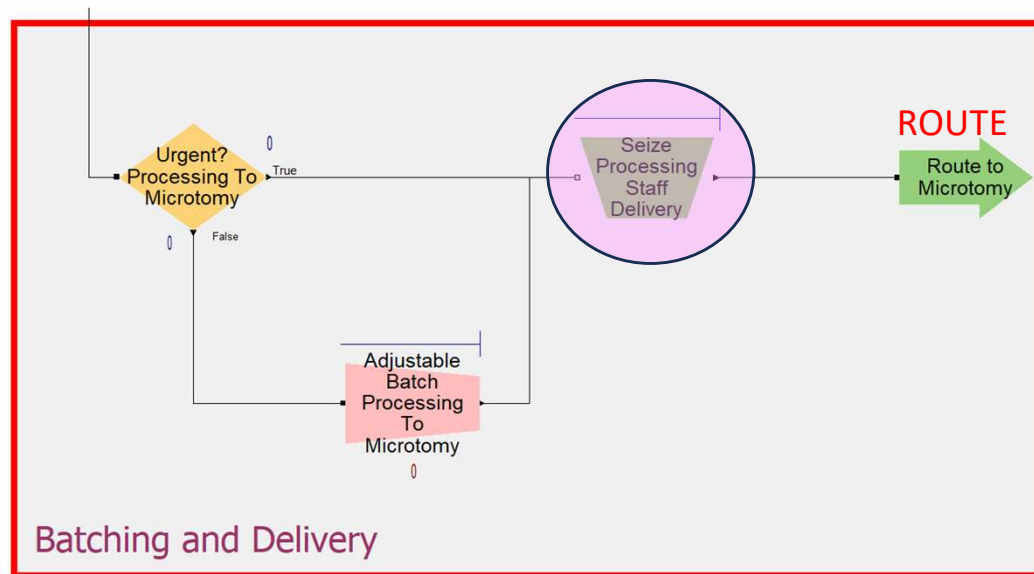 ROUTE
Urgent?
Processing To
Microtomy
0
True
0
False
Seize
Processing
Staff
Delivery
Route to
Microtomy
Adjustable
Batch
Processing
To
Microtomy
0
Batching and Delivery